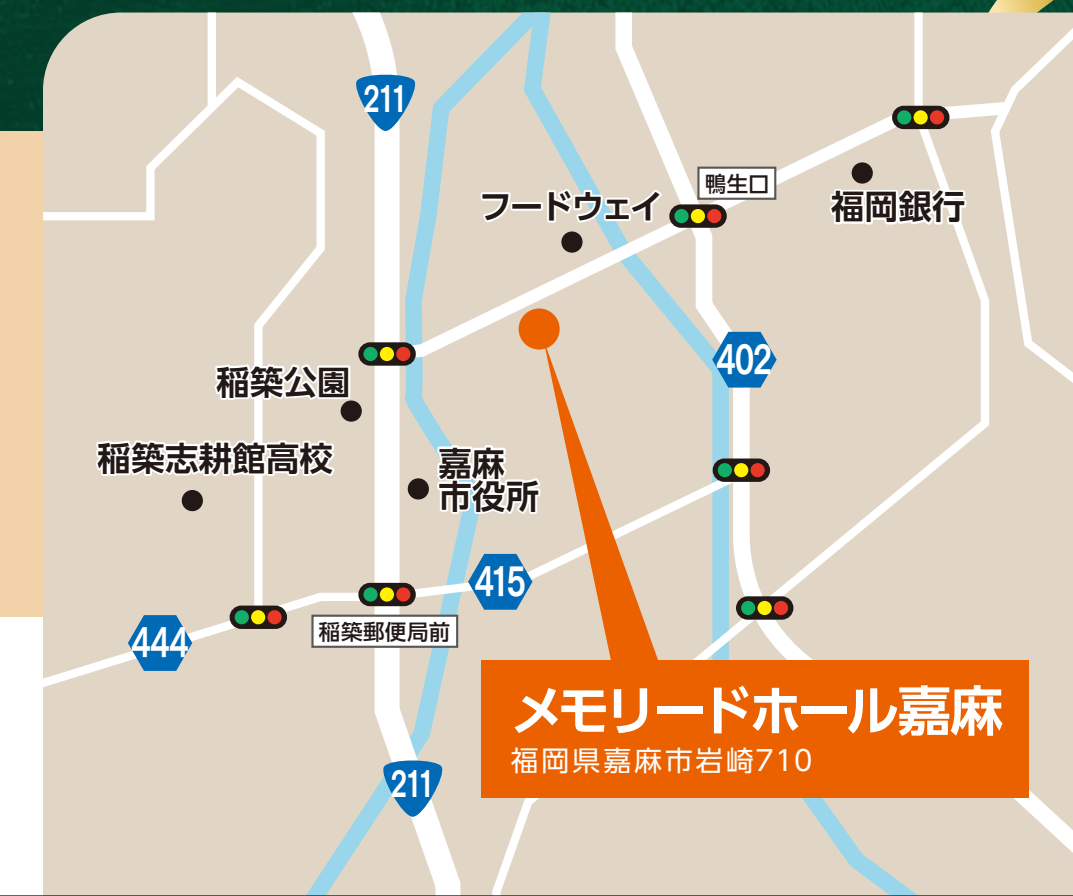 211
鴨生口
フードウェイ
福岡銀行
402
稲築公園
稲築志耕館高校
嘉麻
市役所
415
稲築郵便局前
444
メモリードホール嘉麻
福岡県嘉麻市岩崎710
211